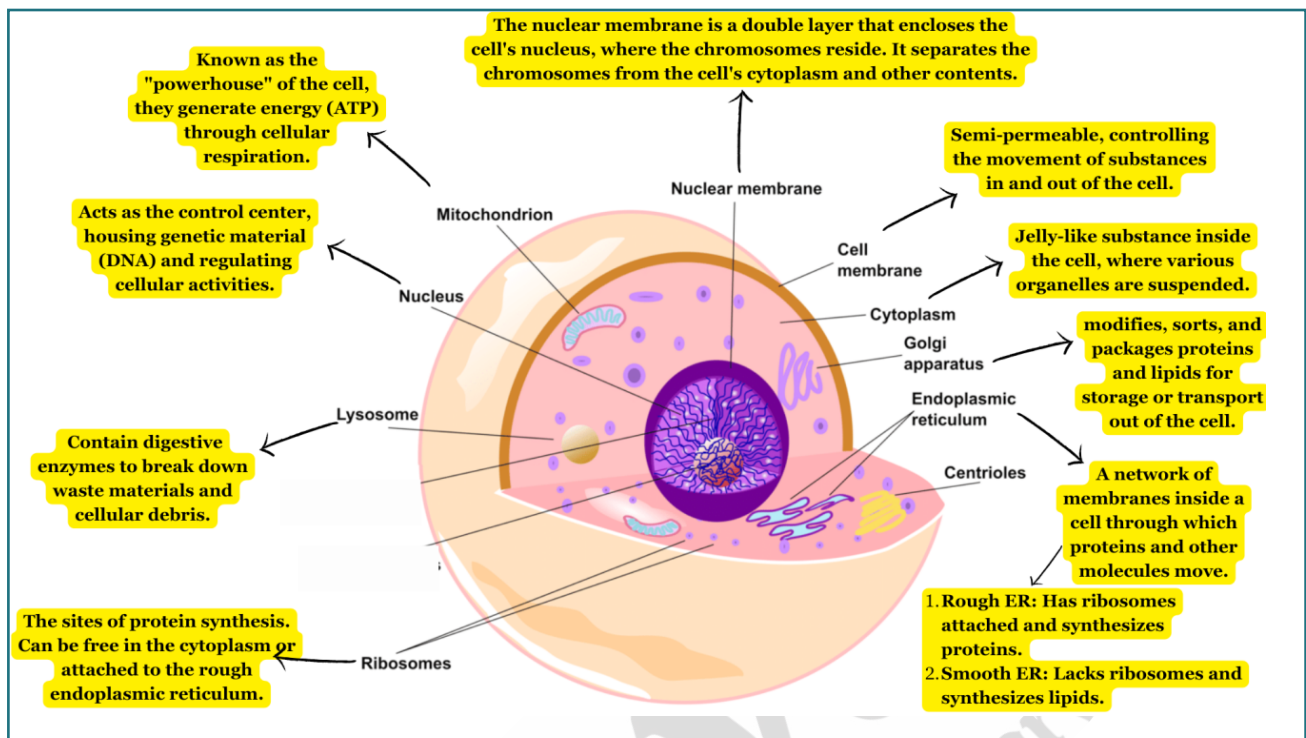 The nuclear membrane is a double layer that encloses the
cell's nucleus, where the chromosomes reside. It separates the
chromosomes from the cell's cytoplasm and other contents.
Known as the
"powerhouse" of the cell,
they generate energy (ATP)
through cellular
respiration.
Semi-permeable, controlling
the movement of substances
in and out of the cell.
Nuclear membrane
Mitochondrion
Acts as the control center,
housing genetic material
(DNA) and regulating
cellular activities.
Nucleus
Cell
membrane
Jelly-like substance inside
the cell, where various
organelles are suspended.
Cytoplasm
Golgi
apparatus
modifies, sorts, and
packages proteins
and lipids for
storage or transport
out of the cell.
Endoplasmic
reticulum
Lysosome
Contain digestive
enzymes to break down
waste materials and
cellular debris.
Centrioles
A network of
membranes inside a
cell through which
proteins and other
molecules move.
1. Rough ER: Has ribosomes
attached and synthesizes
proteins.
2. Smooth ER: Lacks ribosomes and
synthesizes lipids.
The sites of protein synthesis.
Can be free in the cytoplasm or
attached to the rough
endoplasmic reticulum.
Ribosomes